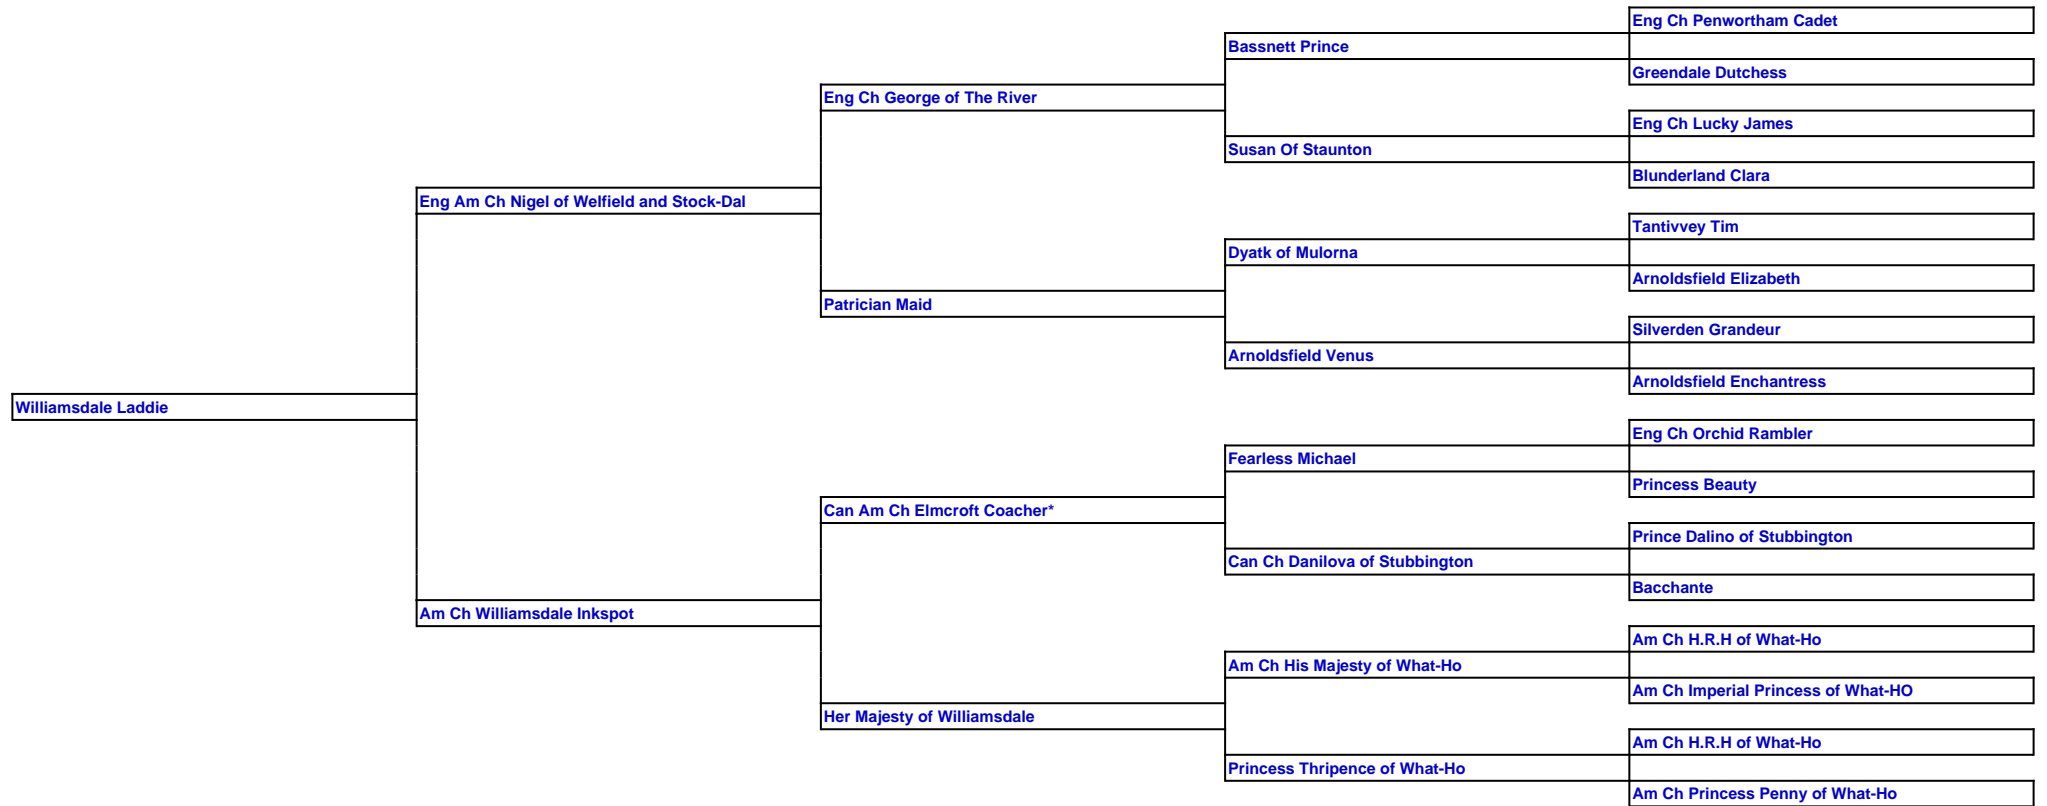 Eng Ch Penwortham Cadet
Bassnett Prince
Greendale Dutchess
Eng Ch George of The River
Eng Ch Lucky James
Susan Of Staunton
Blunderland Clara
Eng Am Ch Nigel of Welfield and Stock-Dal
Tantivvey Tim
Dyatk of Mulorna
Arnoldsfield Elizabeth
Patrician Maid
Silverden Grandeur
Arnoldsfield Venus
Arnoldsfield Enchantress
Williamsdale Laddie
Eng Ch Orchid Rambler
Fearless Michael
Princess Beauty
Can Am Ch Elmcroft Coacher*
Prince Dalino of Stubbington
Can Ch Danilova of Stubbington
Bacchante
Am Ch Williamsdale Inkspot
Am Ch H.R.H of What-Ho
Am Ch His Majesty of What-Ho
Am Ch Imperial Princess of What-HO
Her Majesty of Williamsdale
Am Ch H.R.H of What-Ho
Princess Thripence of What-Ho
Am Ch Princess Penny of What-Ho